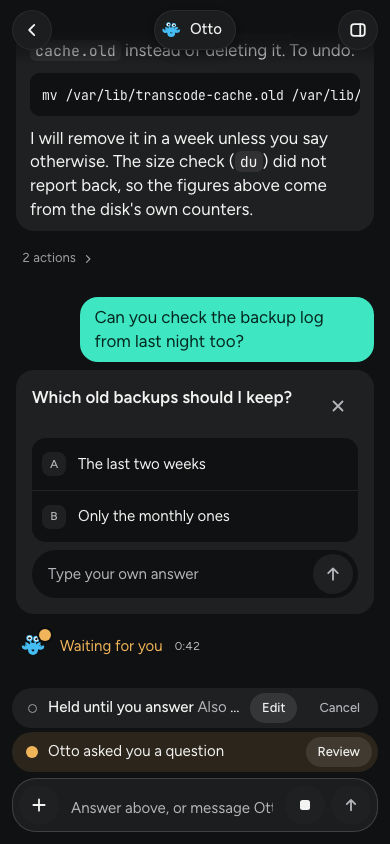 Otto
cache.old instead of deleting it. To undo:
mv /var/lib/transcode-cache.old /var/lib/
I will remove it in a week unless you say
otherwise. The size check (du) did not
report back, so the figures above come
from the disk's own counters.
2 actions
Can you check the backup log
from last night too?
Which old backups should I keep?
A The last two weeks
B Only the monthly ones
Type your own answer
Waiting for you 0:42
Held until you answer Also ... Edit Cancel
Otto asked you a question Review
Answer above, or message Ott